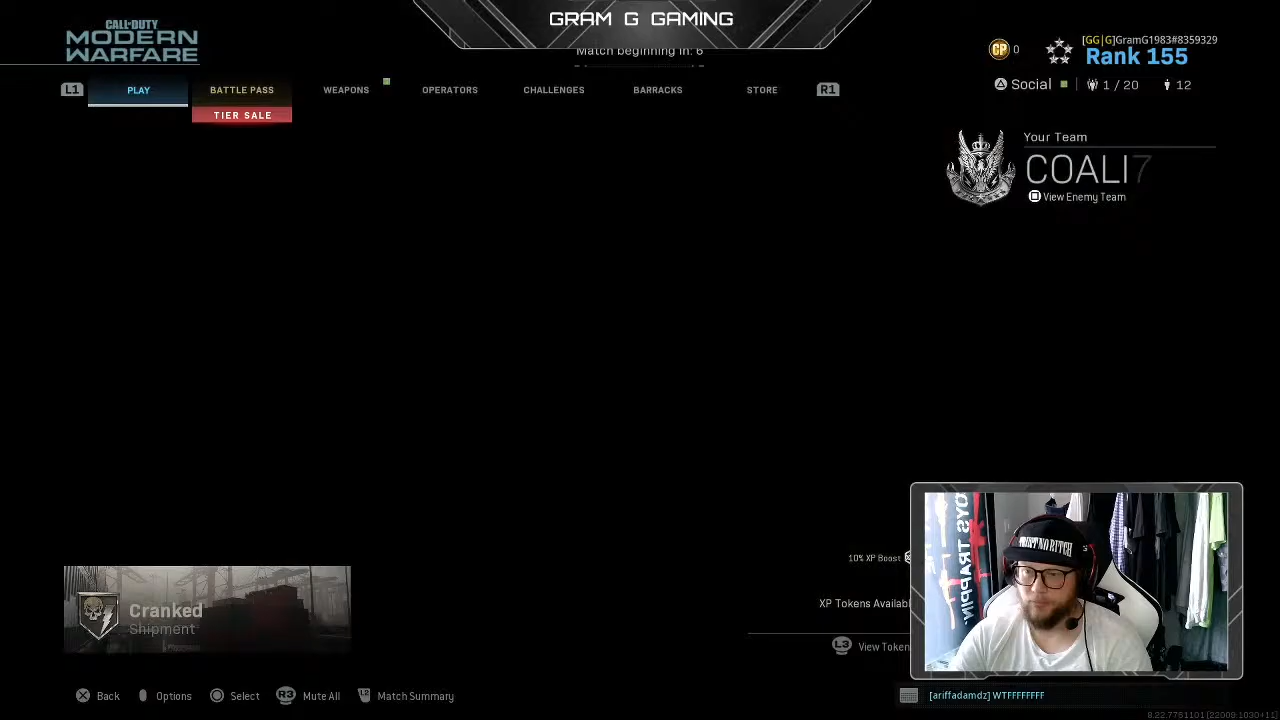 GRAM G GAMING
CALL·DUTY
MODERN
WARFARE
Match beginning in: 6
CP 0
[GG|G]GramG1983#8359329
Rank 155
L1
PLAY
BATTLE PASS
WEAPONS
OPERATORS
CHALLENGES
BARRACKS
STORE
R1
Social
1 / 20
12
TIER SALE
Your Team
COALI7
View Enemy Team
10% XP Boost
XP Tokens Availabl
L3 View Token
Cranked
Shipment
Back
Options
Select
R3 Mute All
Match Summary
[ariffadamdz] WTFFFFFFFF